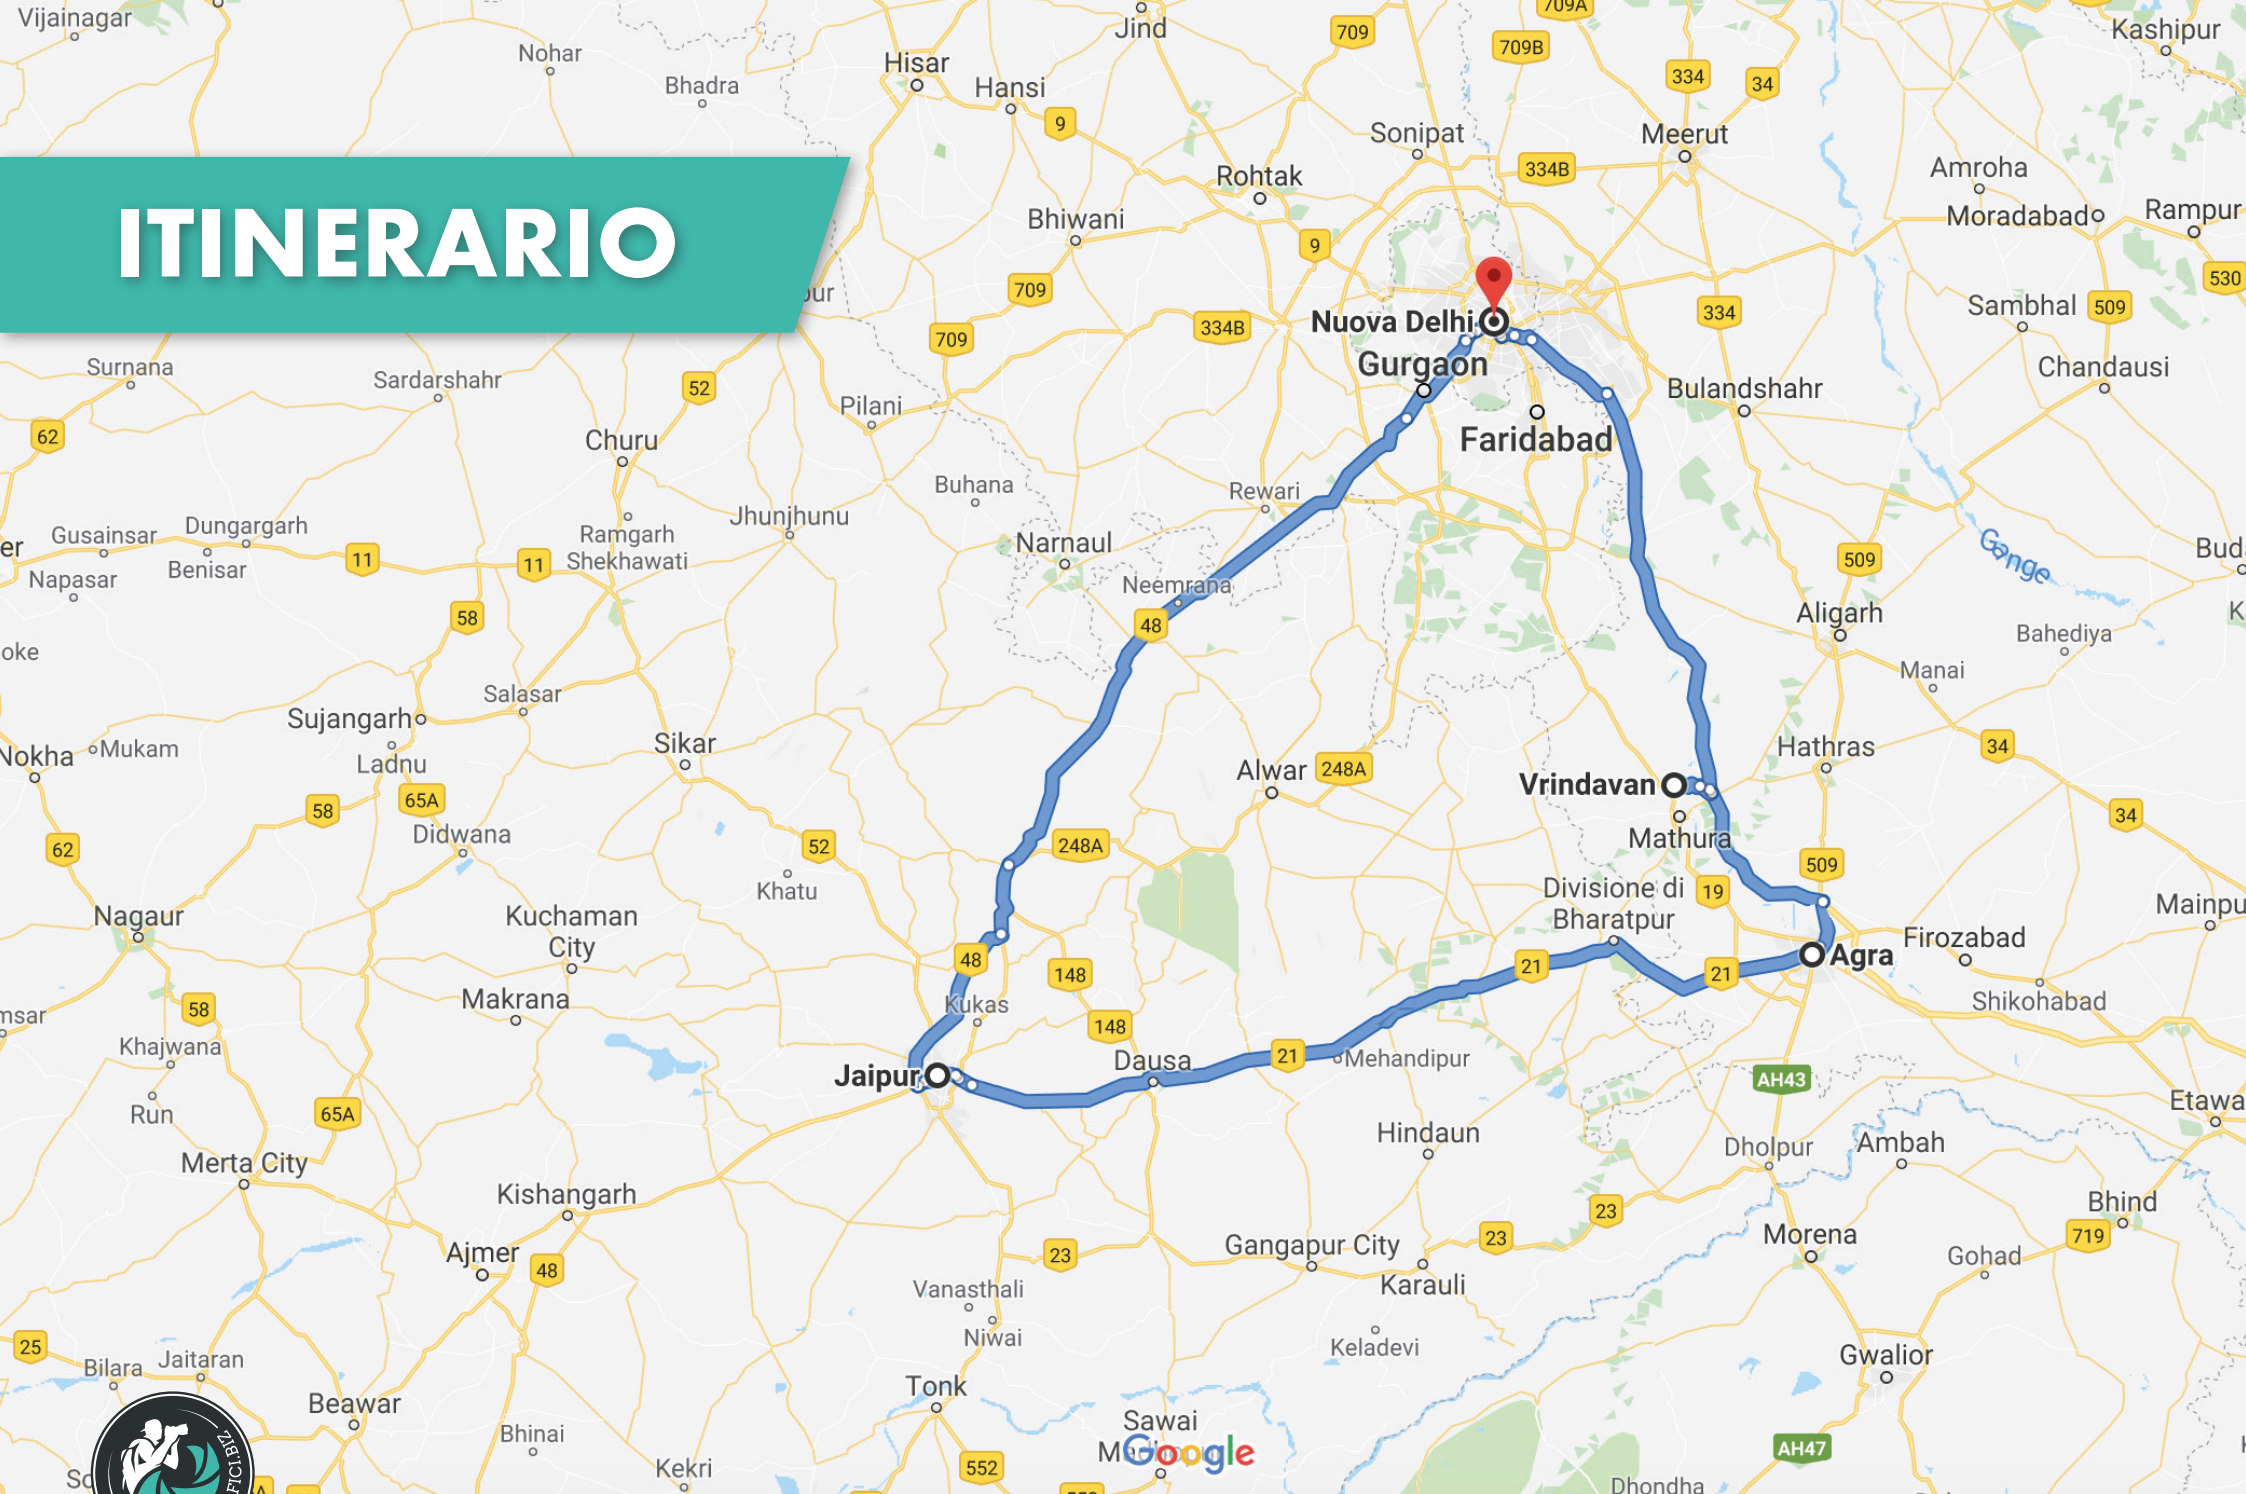 Vijainagar
Nohar
Bhadra
Hisar
Hansi
Jind
709
709A
709B
334
34
Kashipur
9
Sonipat
Meerut
334B
Amroha
Rohtak
Moradabad
Rampur
Bhiwani
9
ITINERARIO
709
530
Sambhal
509
334B
334
Nuova Delhi
709
Gurgaon
Surnana
Sardarshahr
52
Chandausi
Bulandshahr
Pilani
62
Churu
Faridabad
Buhana
Rewari
Gusainsar
Dungargarh
Jhunjhunu
Ramgarh
Shekhawati
Narnaul
Gange
11
11
Benisar
509
Napasar
Neemrana
58
48
Aligarh
Bahediya
Manai
Salasar
Sujangarh
Nokha
Mukam
Sikar
Hathras
34
Ladnu
Alwar
248A
Vrindavan
65A
58
34
Didwana
Mathura
62
52
248A
509
Khatu
Divisione di
Bharatpur
19
Nagaur
Kuchaman
City
Firozabad
Agra
48
148
21
21
Makrana
Kukas
Shikohabad
58
148
Khajwana
Dausa
21
Mehandipur
Jaipur
AH43
Run
65A
Hindaun
Dholpur
Ambah
Merta City
Kishangarh
Bhind
23
Morena
719
Gangapur City
23
Ajmer
48
23
Gohad
Karauli
Vanasthali
Niwai
Keladevi
25
Bilara
Jaitaran
Gwalior
Tonk
Beawar
Sawai
Google
Bhinai
AH47
Kekri
552
Dhondha